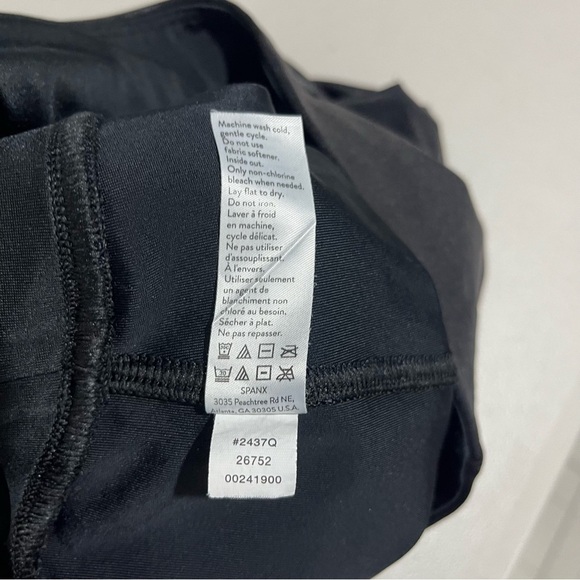 Machine wash cold,
gentle cycle.
Do not use
fabric softener.
Inside out.
Only non-chlorine
bleach when needed.
Lay flat to dry.
Do not iron.
Laver à froid
en machine,
cycle délicat.
Ne pas utiliser
d'assouplissant.
À l'envers.
Utiliser seulement
un agent de
blanchiment non
chloré au besoin.
Sécher à plat.
Ne pas repasser.
30
SPANX
3035 Peachtree Rd NE,
Atlanta, GA 30305 U.S.A.
#2437Q
26752
00241900